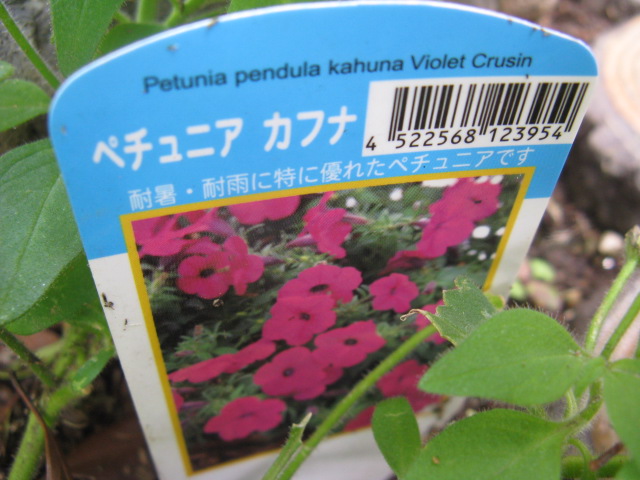 Petunia pendula kahuna Violet Crusin
ペチュニア カフナ
4 522568 123954
耐暑・耐雨に特に優れたペチュニアです